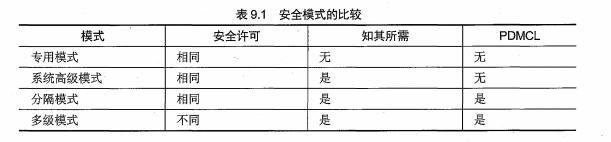 表 9.1 安全模式的比较
模式 安全许可 知其所需 PDMCL
专用模式 相同 无 无
系统高级模式 相同 是 无
分隔模式 相同 是 是
多级模式 不同 是 是